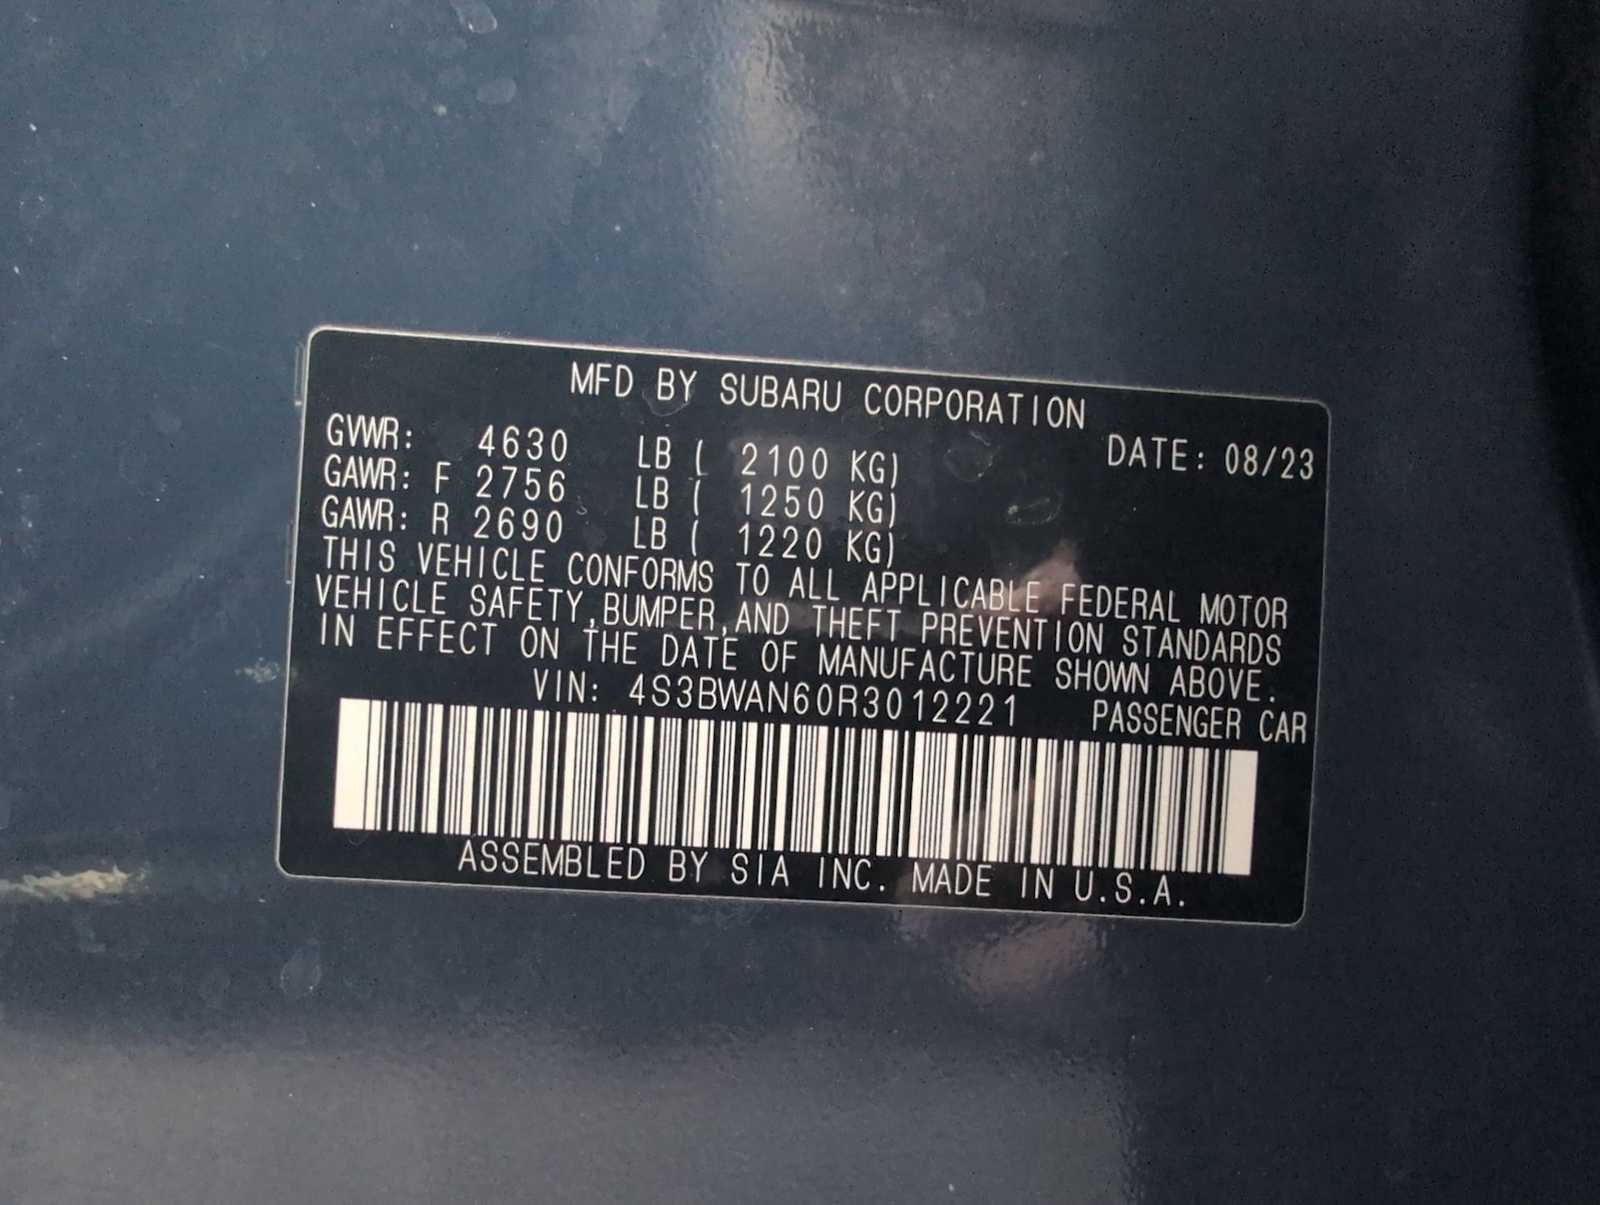 MFD BY SUBARU CORPORATION
GVWR: 4630 LB ( 2100 KG) DATE: 08/23
GAWR: F 2756 LB ( 1250 KG)
GAWR: R 2690 LB ( 1220 KG)
THIS VEHICLE CONFORMS TO ALL APPLICABLE FEDERAL MOTOR
VEHICLE SAFETY,BUMPER,AND THEFT PREVENTION STANDARDS
IN EFFECT ON THE DATE OF MANUFACTURE SHOWN ABOVE.
VIN: 4S3BWAN60R3012221 PASSENGER CAR
ASSEMBLED BY SIA INC. MADE IN U.S.A.